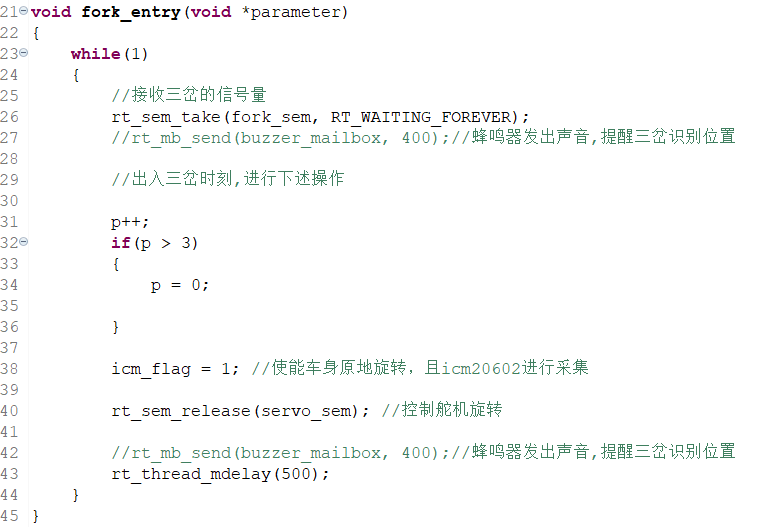 21 void fork_entry(void *parameter)
22 {
23     while(1)
24     {
25         //接收三岔的信号量
26         rt_sem_take(fork_sem, RT_WAITING_FOREVER);
27         //rt_mb_send(buzzer_mailbox, 400);//蜂鸣器发出声音,提醒三岔识别位置
28
29         //出入三岔时刻,进行下述操作
30
31         p++;
32         if(p > 3)
33         {
34             p = 0;
35
36         }
37
38         icm_flag = 1; //使能车身原地旋转，且icm20602进行采集
39
40         rt_sem_release(servo_sem); //控制舵机旋转
41
42         //rt_mb_send(buzzer_mailbox, 400);//蜂鸣器发出声音,提醒三岔识别位置
43         rt_thread_mdelay(500);
44     }
45 }